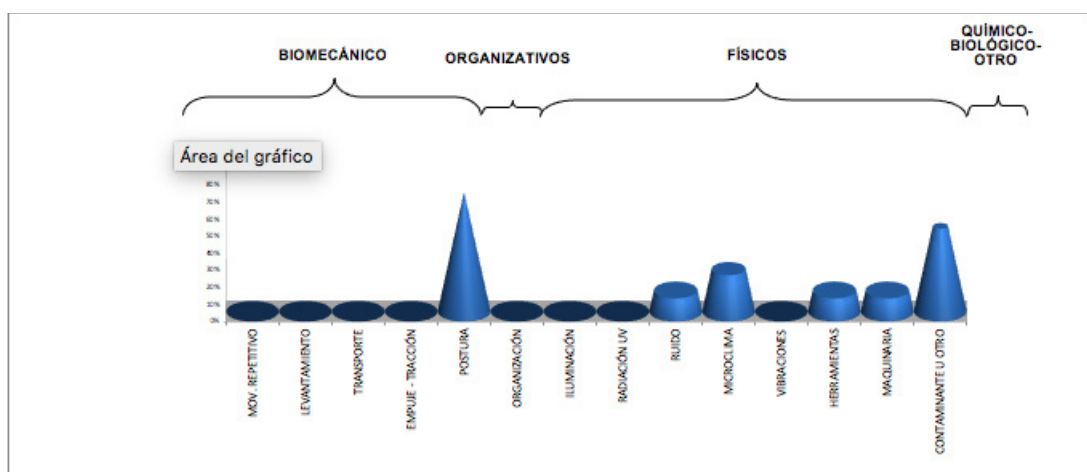 QUÍMICO-
BIOLÓGICO-
OTRO
BIOMECÁNICO
ORGANIZATIVOS
FÍSICOS
Área del gráfico
80%
70%
60%
50%
40%
30%
20%
10%
0%
MOV. REPETITIVO
LEVANTAMIENTO
TRANSPORTE
EMPUJE - TRACCIÓN
POSTURA
ORGANIZACIÓN
ILUMINACIÓN
RADIACIÓN UV
RUIDO
MICROCLIMA
VIBRACIONES
HERRAMIENTAS
MAQUINARIA
CONTAMINANTE U OTRO